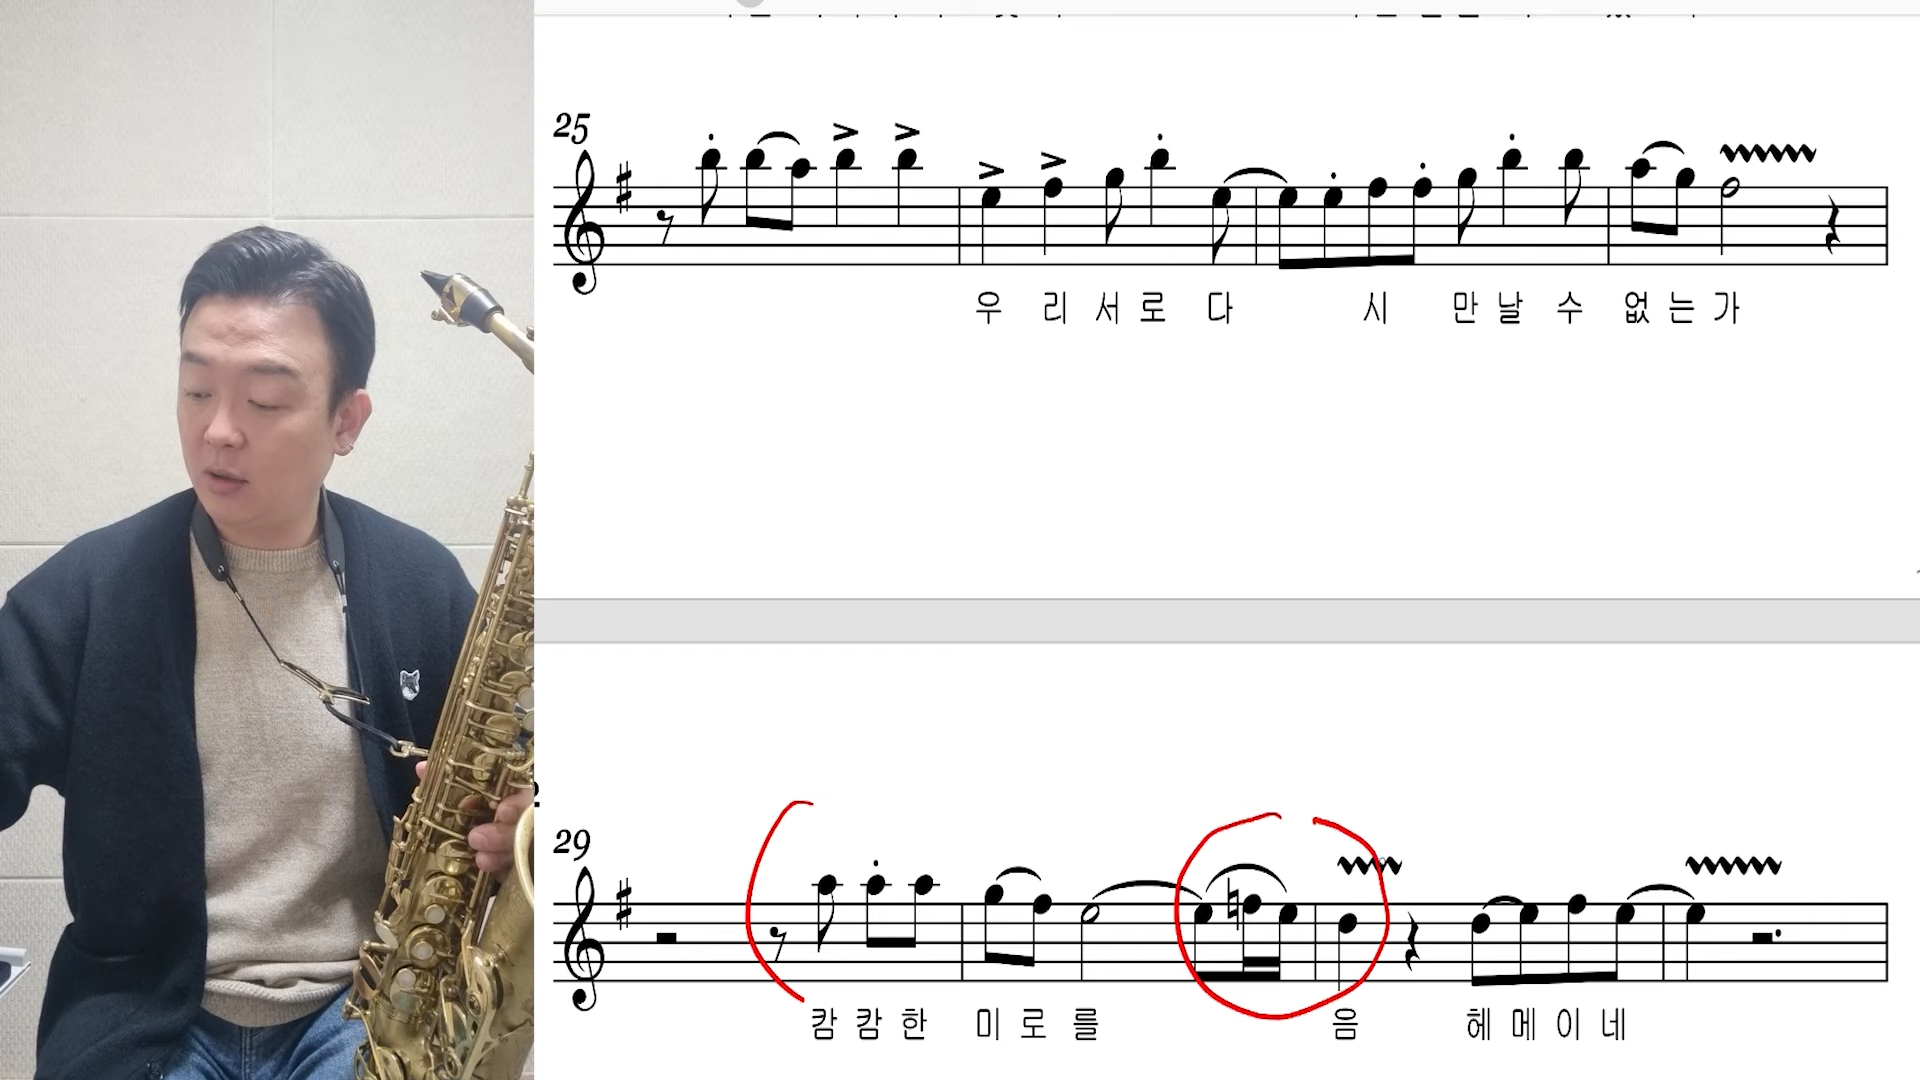 25
우 리 서 로 다 시 만 날 수 없 는 가
29
캄 캄 한 미 로 를 음 헤 메 이 네